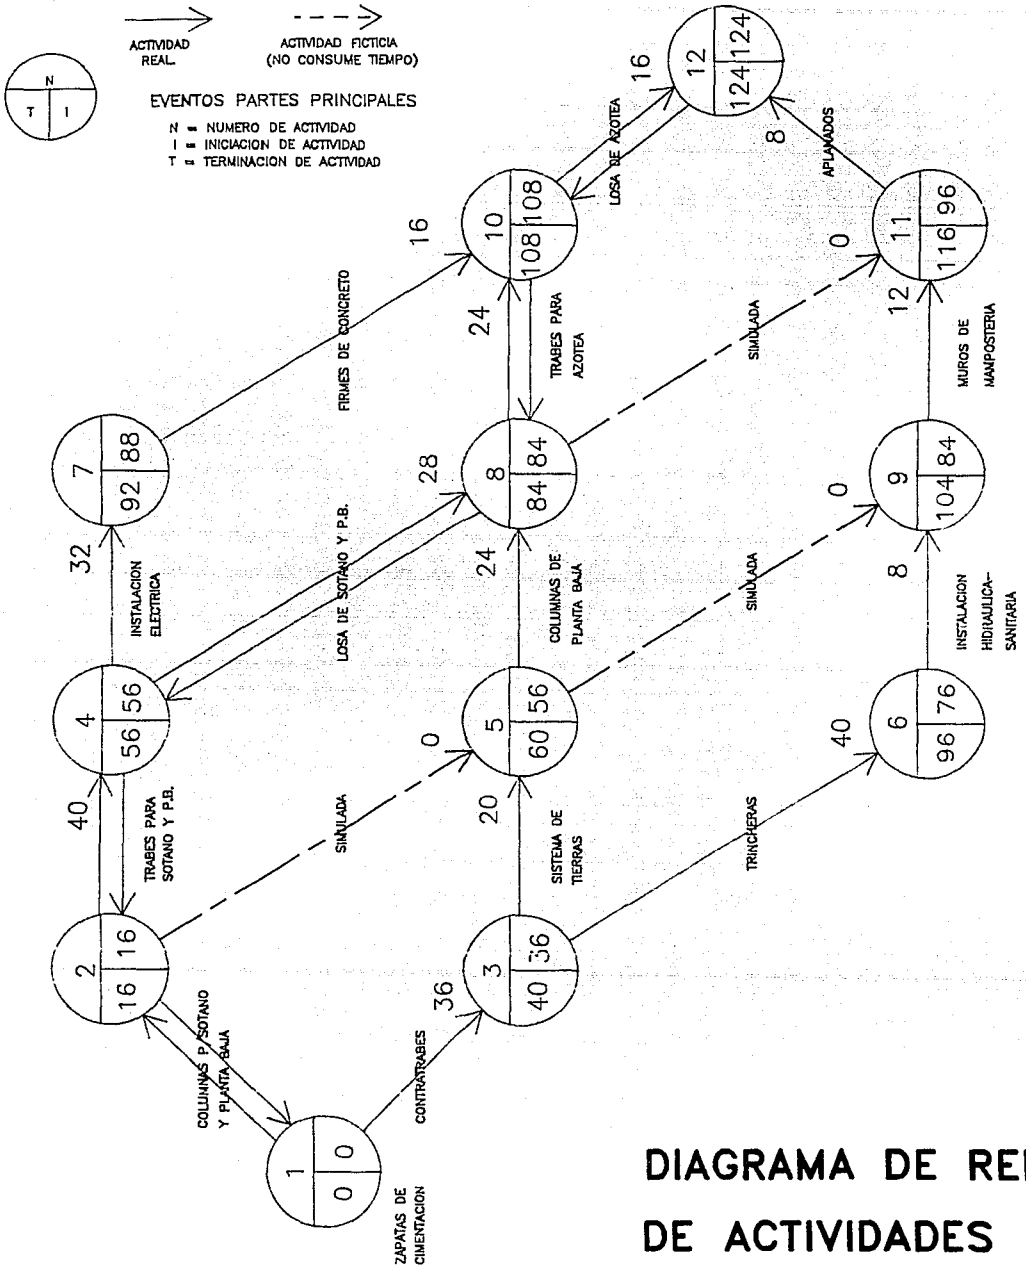 ACTIVIDAD
REAL.
ACTIVIDAD FICTICIA
(NO CONSUME TIEMPO)
N
T
I
EVENTOS PARTES PRINCIPALES
N = NUMERO DE ACTIVIDAD
I = INICIACION DE ACTIVIDAD
T = TERMINACION DE ACTIVIDAD
12
124
124
16
LOSA DE AZOTEA
8
APLANADOS
10
108
108
16
FIRMES DE CONCRETO
24
TRABES PARA
AZOTEA
11
116
96
0
SIMULADA
12
MUROS DE
MANPOSTERIA
7
92
88
32
INSTALACION
ELECTRICA
8
84
84
28
LOSA DE SOTANO Y P.B.
24
COLUMNAS DE
PLANTA BAJA
9
104
84
0
SIMULADA
8
INSTALACION
HIDRAULICA-
SANITARIA
4
56
56
40
TRABES PARA
SOTANO Y P.B.
5
60
56
0
SIMULADA
20
SISTEMA DE
TIERRAS
6
96
76
40
TRINCHERAS
2
16
16
COLUMNAS P. SOTANO
Y PLANTA BAJA
3
40
36
36
CONTRATRABES
1
0
0
ZAPATAS DE
CIMENTACION
DIAGRAMA DE RE
DE ACTIVIDADES